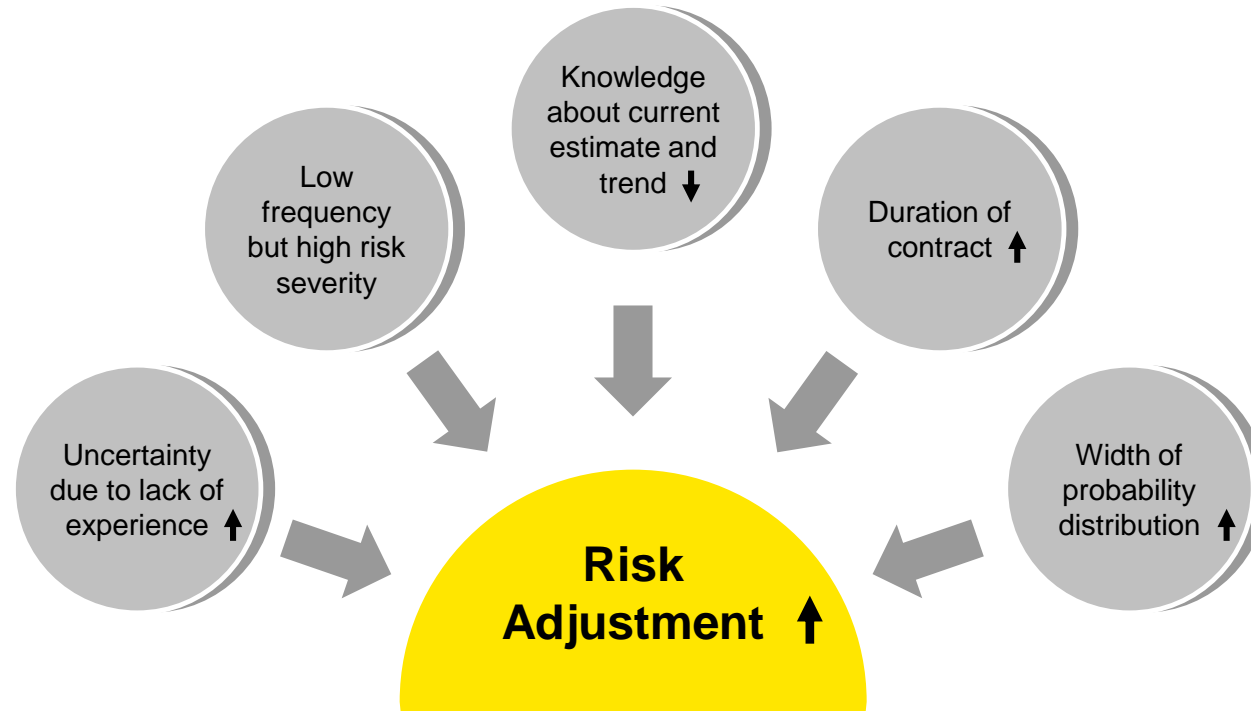 Knowledge
about current
estimate and
trend
Low
frequency
but high risk
severity
Duration of
contract
Uncertainty
due to lack of
experience
Width of
probability
distribution
Risk
Adjustment